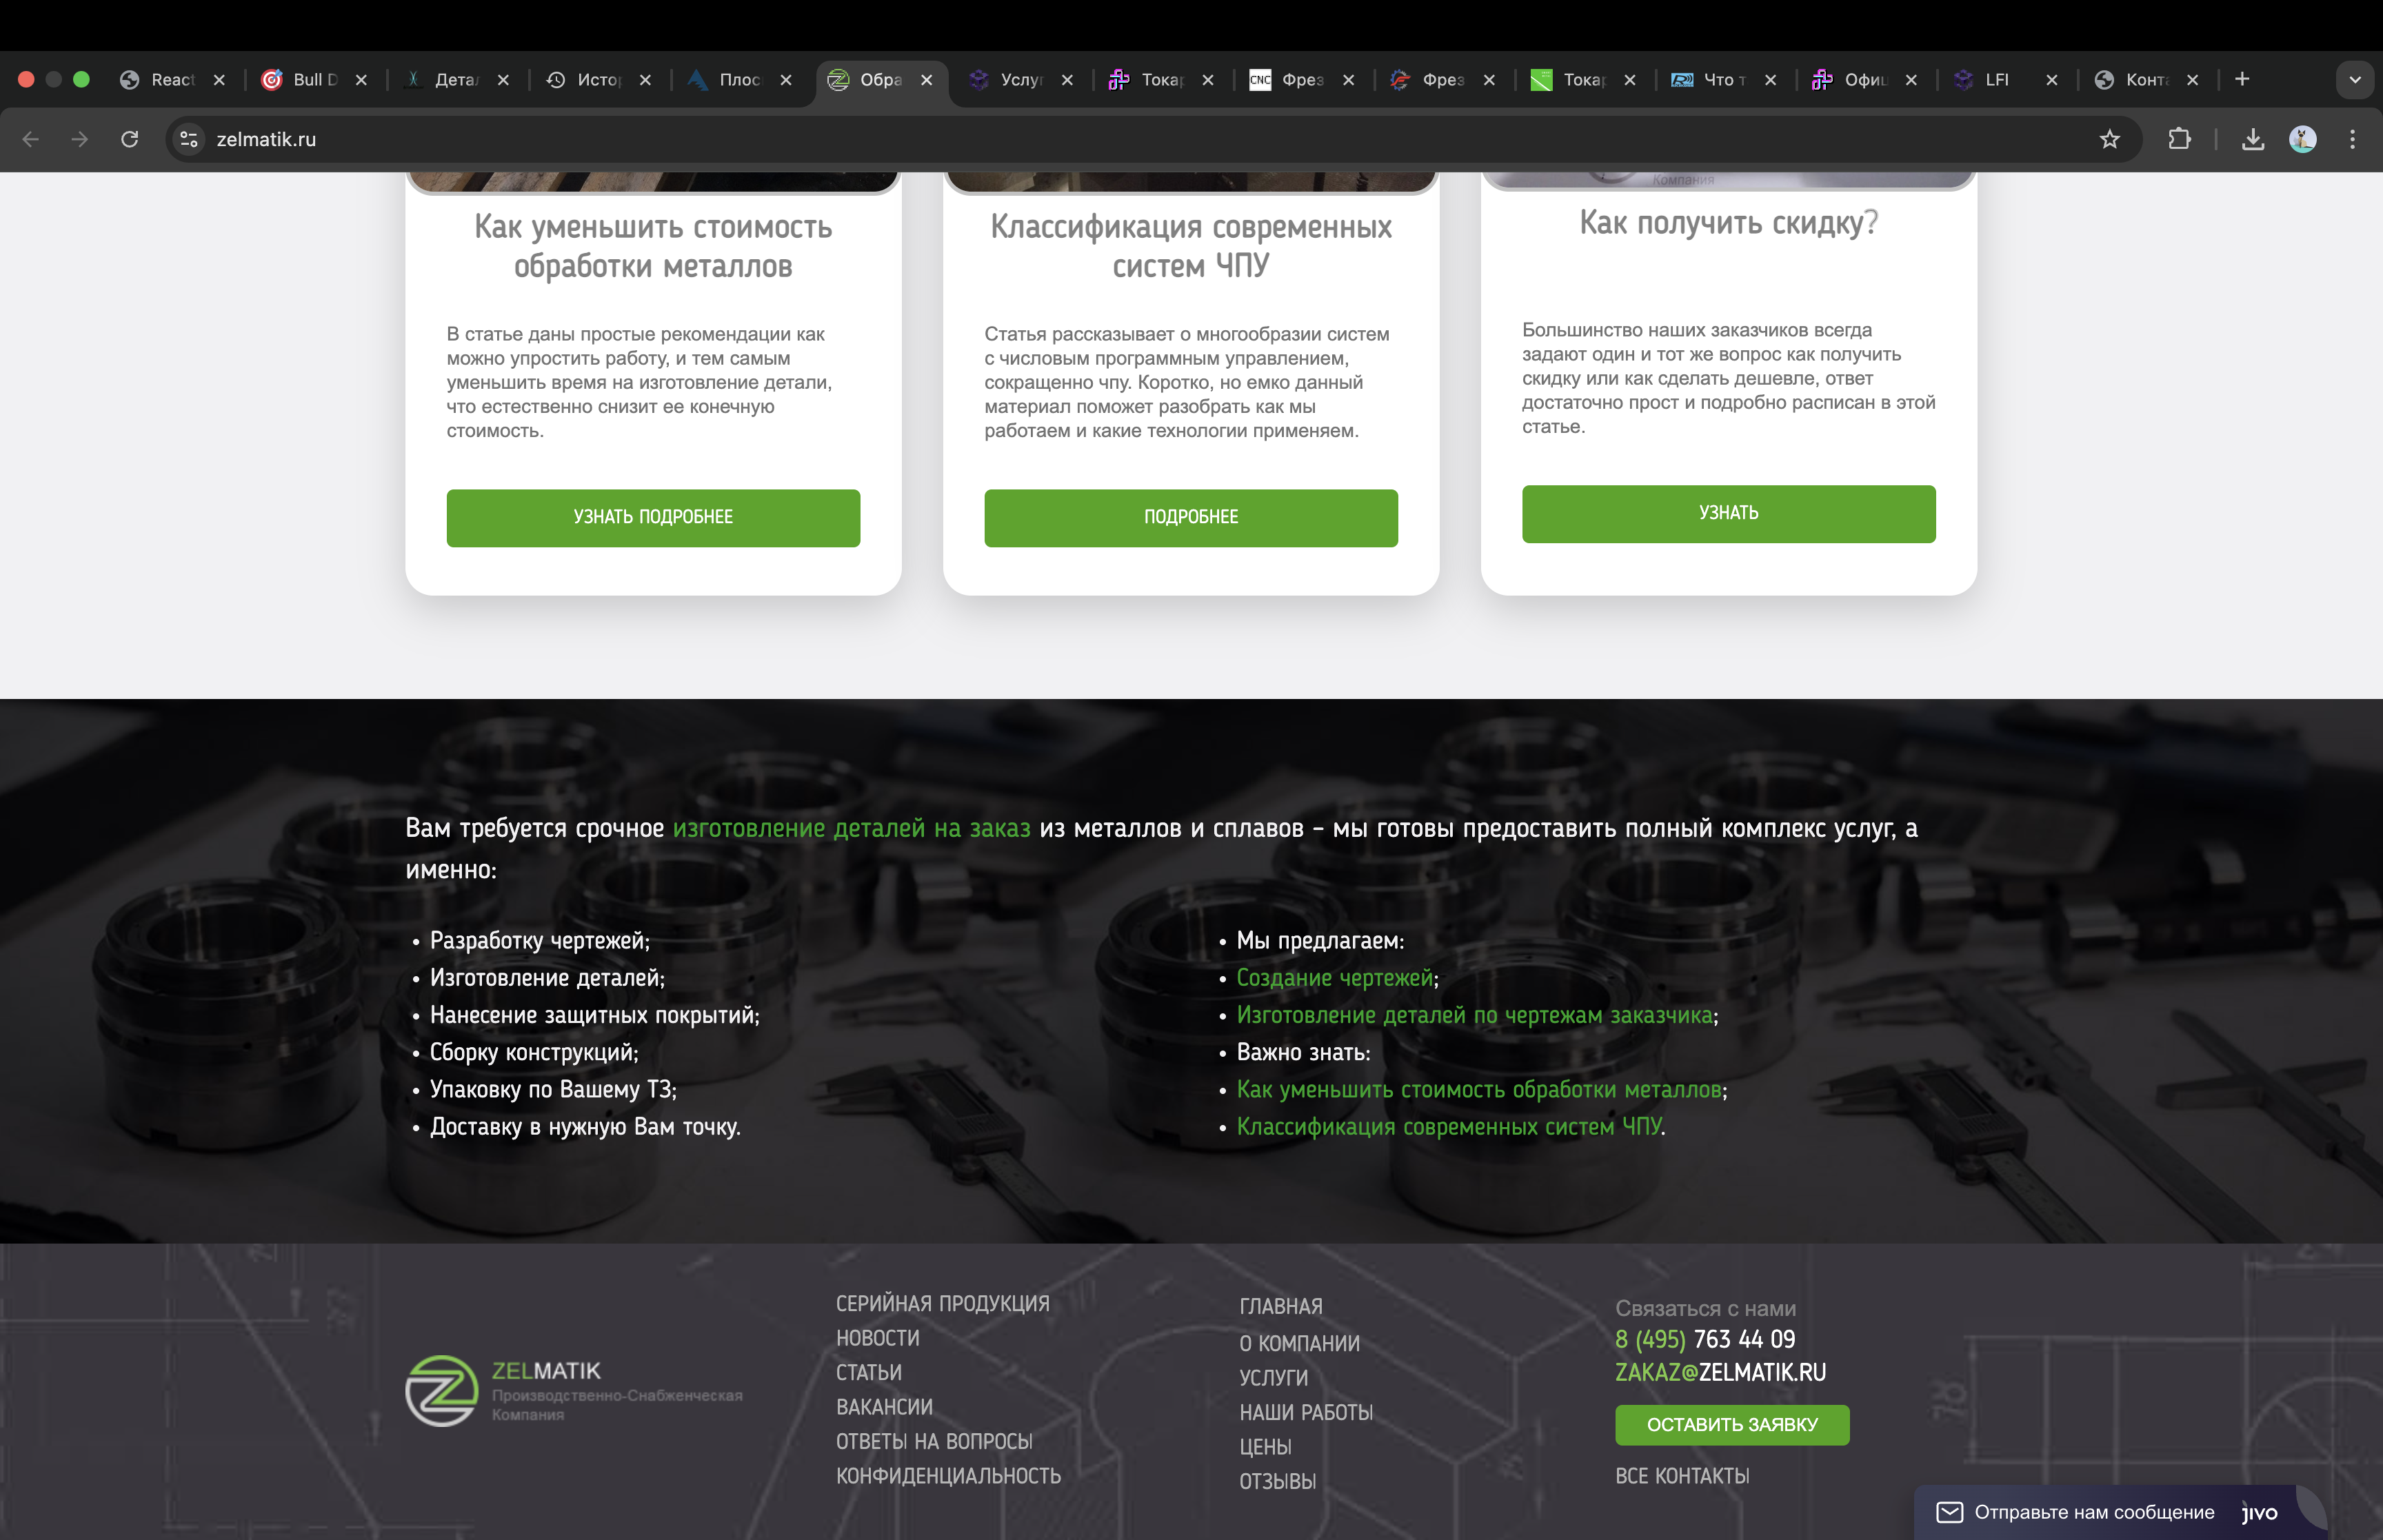 React
Bull D
Дета
Истор
Плос
Обра
Услуг
Тока
CNC
Фрез
Фрез
Тока
Что т
Офиц
LFI
Конта
zelmatik.ru
Компания
Как уменьшить стоимость
обработки металлов
В статье даны простые рекомендации как
можно упростить работу, и тем самым
уменьшить время на изготовление детали,
что естественно снизит ее конечную
стоимость.
УЗНАТЬ ПОДРОБНЕЕ
Классификация современных
систем ЧПУ
Статья рассказывает о многообразии систем
с числовым программным управлением,
сокращенно чпу. Коротко, но емко данный
материал поможет разобрать как мы
работаем и какие технологии применяем.
ПОДРОБНЕЕ
Как получить скидку?
Большинство наших заказчиков всегда
задают один и тот же вопрос как получить
скидку или как сделать дешевле, ответ
достаточно прост и подробно расписан в этой
статье.
УЗНАТЬ
Вам требуется срочное изготовление деталей на заказ из металлов и сплавов – мы готовы предоставить полный комплекс услуг, а
именно:
• Разработку чертежей;
• Изготовление деталей;
• Нанесение защитных покрытий;
• Сборку конструкций;
• Упаковку по Вашему ТЗ;
• Доставку в нужную Вам точку.
• Мы предлагаем:
• Создание чертежей;
• Изготовление деталей по чертежам заказчика;
• Важно знать:
• Как уменьшить стоимость обработки металлов;
• Классификация современных систем ЧПУ.
ZELMATIK
Производственно-Снабженческая
Компания
СЕРИЙНАЯ ПРОДУКЦИЯ
НОВОСТИ
СТАТЬИ
ВАКАНСИИ
ОТВЕТЫ НА ВОПРОСЫ
КОНФИДЕНЦИАЛЬНОСТЬ
ГЛАВНАЯ
О КОМПАНИИ
УСЛУГИ
НАШИ РАБОТЫ
ЦЕНЫ
ОТЗЫВЫ
Связаться с нами
8 (495) 763 44 09
ZAKAZ@ZELMATIK.RU
ОСТАВИТЬ ЗАЯВКУ
ВСЕ КОНТАКТЫ
Отправьте нам сообщение
jivo